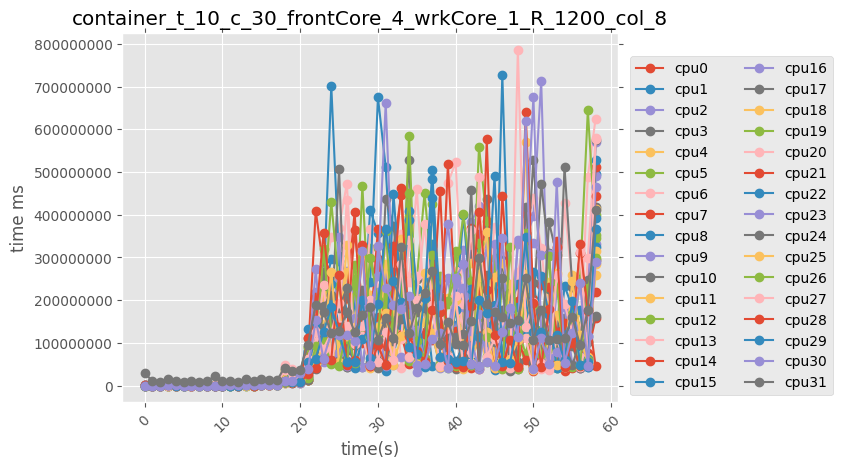 container_t_10_c_30_frontCore_4_wrkCore_1_R_1200_col_8
time ms
800000000
700000000
600000000
500000000
400000000
300000000
200000000
100000000
0
0
10
20
30
40
50
60
time(s)
cpu0
cpu1
cpu2
cpu3
cpu4
cpu5
cpu6
cpu7
cpu8
cpu9
cpu10
cpu11
cpu12
cpu13
cpu14
cpu15
cpu16
cpu17
cpu18
cpu19
cpu20
cpu21
cpu22
cpu23
cpu24
cpu25
cpu26
cpu27
cpu28
cpu29
cpu30
cpu31